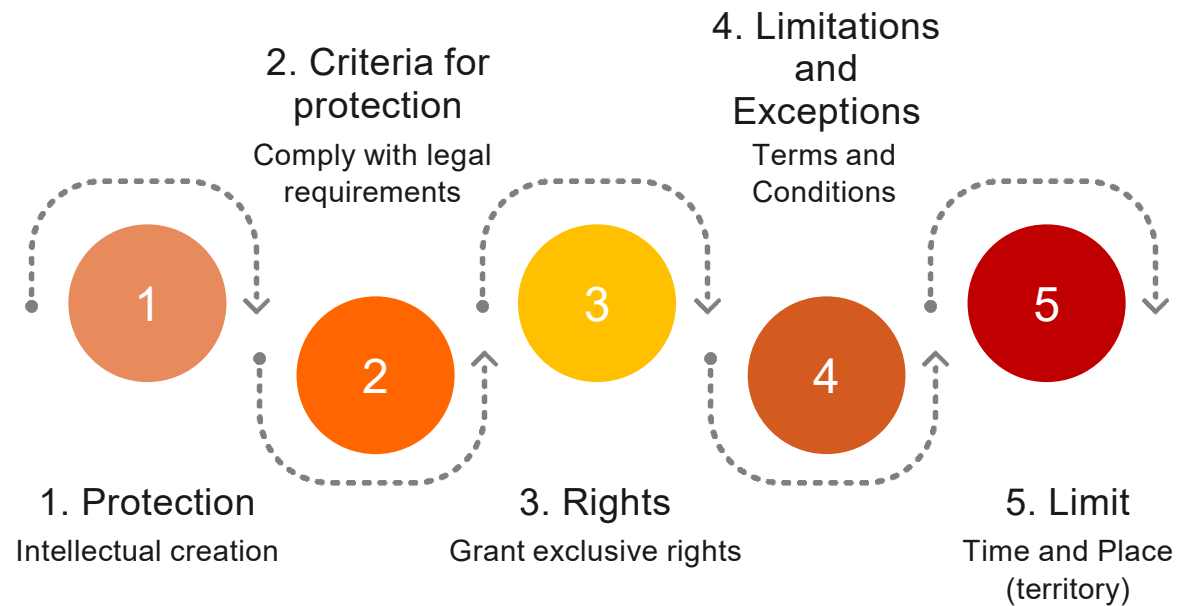 4. Limitations
and
Exceptions
Terms and
Conditions
2. Criteria for
protection
Comply with legal
requirements
1
2
3
4
5
1. Protection
Intellectual creation
3. Rights
Grant exclusive rights
5. Limit
Time and Place
(territory)